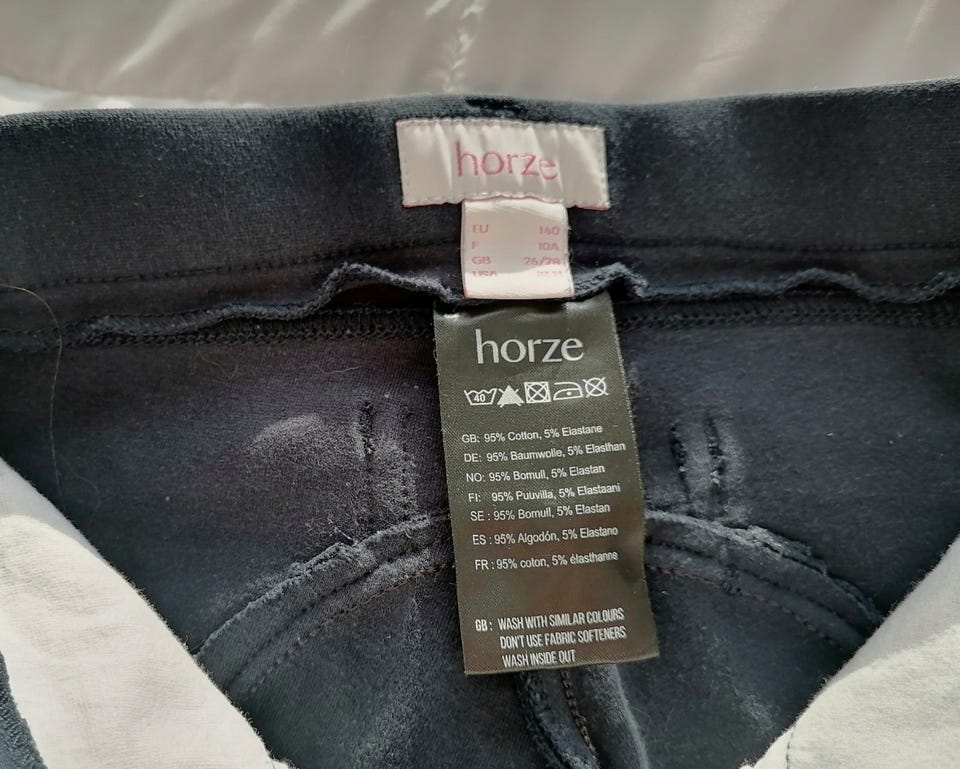 horze
EU 140
F 10A
GB 26/28
USA
horze
40
GB: 95% Cotton, 5% Elastane
DE: 95% Baumwolle, 5% Elasthan
NO: 95% Bomull, 5% Elastan
FI: 95% Puuvilla, 5% Elastaani
SE : 95% Bomull, 5% Elastan
ES : 95% Algodón, 5% Elastano
FR : 95% coton, 5% élasthanne
GB : WASH WITH SIMILAR COLOURS
DON'T USE FABRIC SOFTENERS
WASH INSIDE OUT